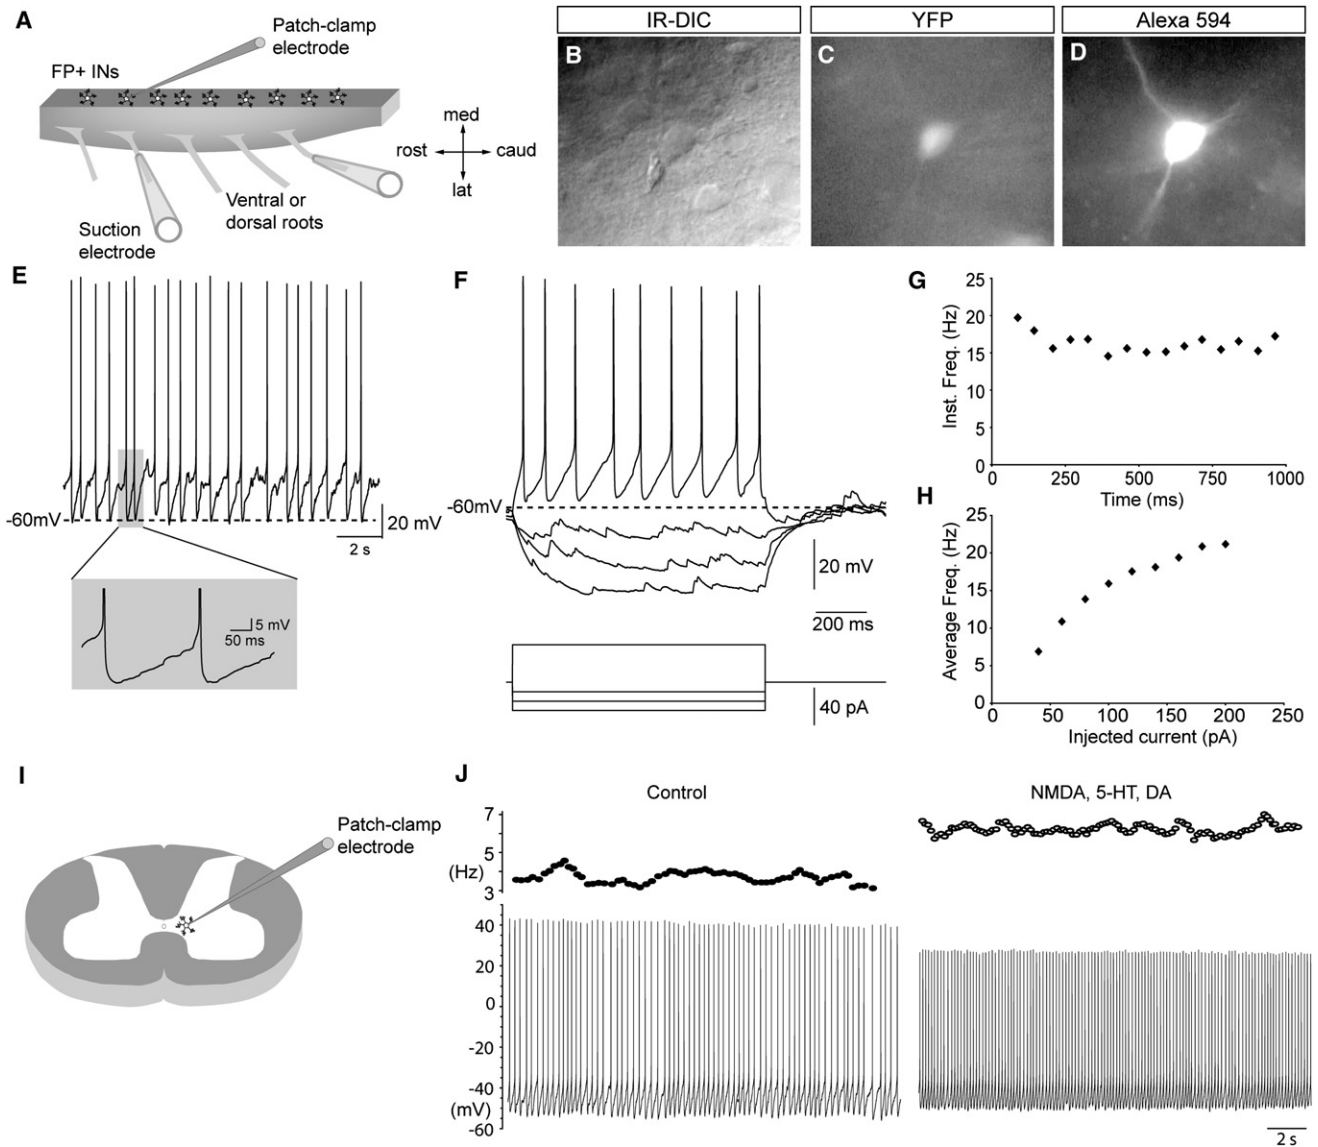 A
Patch-clamp
electrode
FP+ INs
med
rost
caud
lat
Ventral or
dorsal roots
Suction
electrode
IR-DIC
YFP
Alexa 594
B
C
D
E
-60mV
20 mV
2 s
5 mV
50 ms
F
-60mV
20 mV
200 ms
40 pA
G
25
20
15
10
5
0
Inst. Freq. (Hz)
0 250 500 750 1000
Time (ms)
H
25
20
15
10
5
0
Average Freq. (Hz)
0 50 100 150 200 250
Injected current (pA)
I
Patch-clamp
electrode
J
Control
NMDA, 5-HT, DA
7
5
(Hz)
3
40
20
0
-20
-40
(mV)
-60
2 s